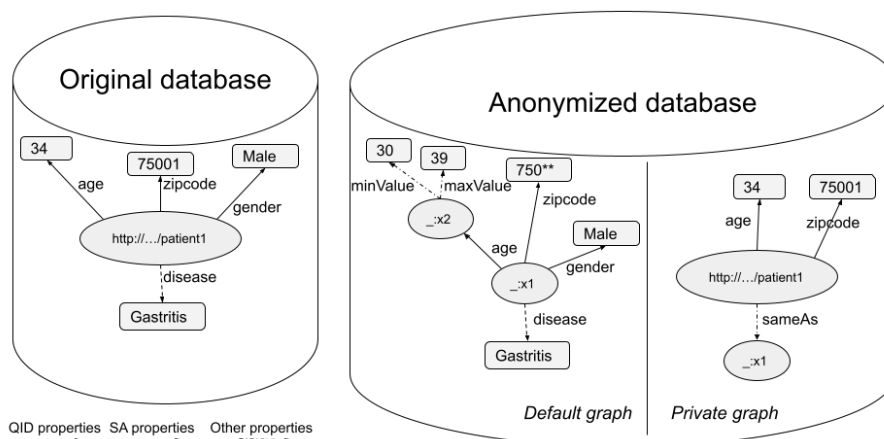 Original database
34
75001
Male
age
zipcode
gender
http://.../patient1
disease
Gastritis
QID properties SA properties Other properties
Anonymized database
30
39
750**
minValue
maxValue
zipcode
_:x2
Male
age
gender
_:x1
disease
Gastritis
Default graph
34
75001
age
zipcode
http://.../patient1
sameAs
_:x1
Private graph